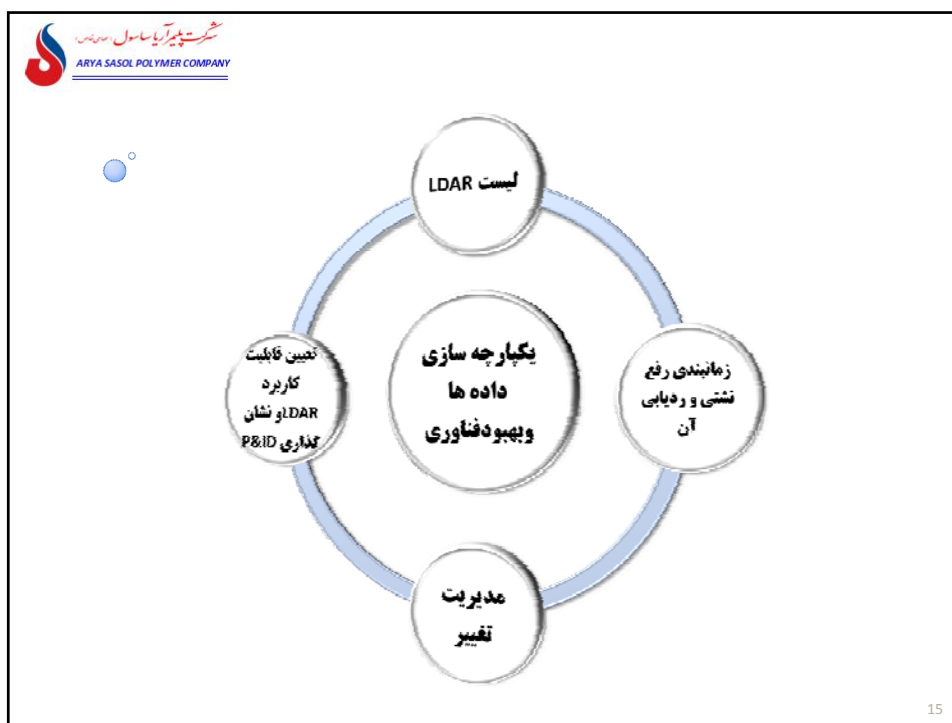 شرکت پلیمر آریا ساسول
ARYA SASOL POLYMER COMPANY
لیست LDAR
یکپارچه سازی
داده ها
وبهبودفناوری
زمانبندی رفع
نشتی و ردیابی
آن
مدیریت
تغییر
تعیین قابلیت
کاربرد
LDARو نشان
گذاری P&ID
15